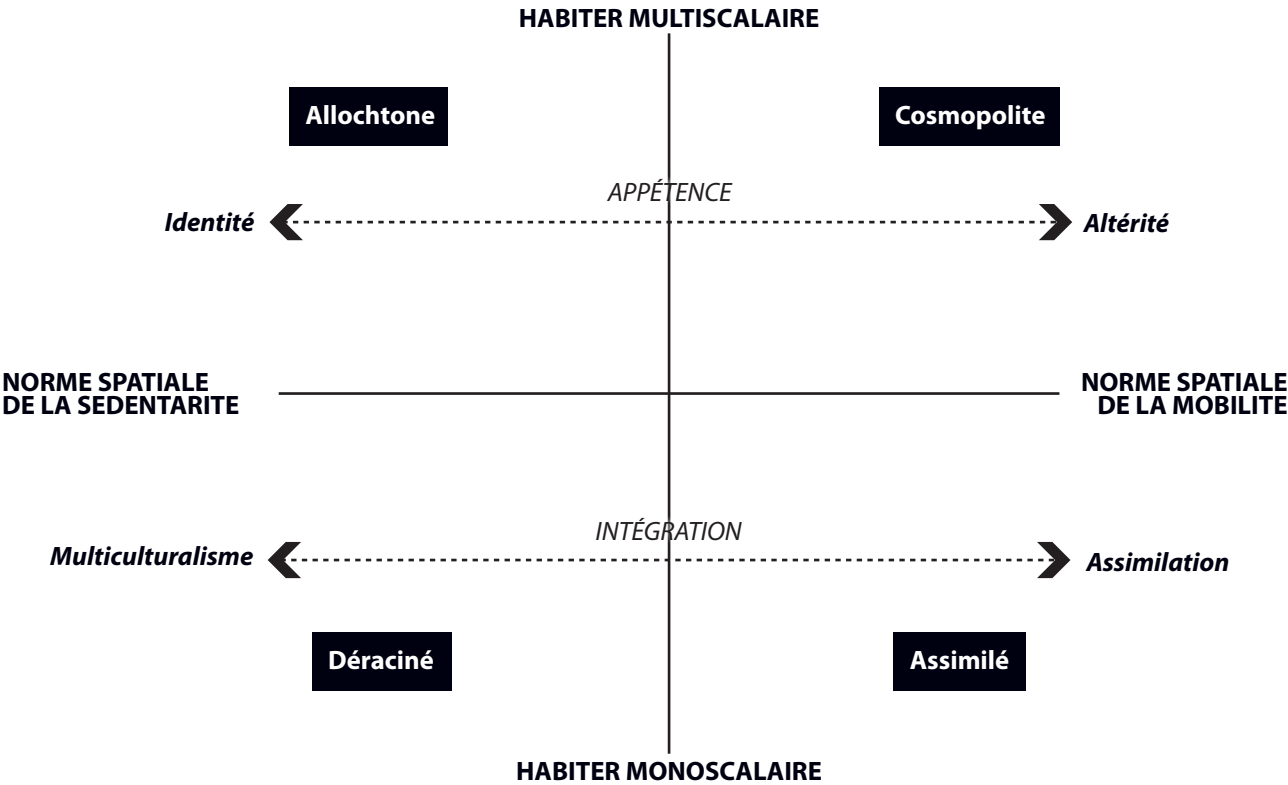 HABITER MULTISCALAIRE
Allochtone
Cosmopolite
APPÉTENCE
Identité
Altérité
NORME SPATIALE
DE LA SEDENTARITE
NORME SPATIALE
DE LA MOBILITE
INTÉGRATION
Multiculturalisme
Assimilation
Déraciné
Assimilé
HABITER MONOSCALAIRE